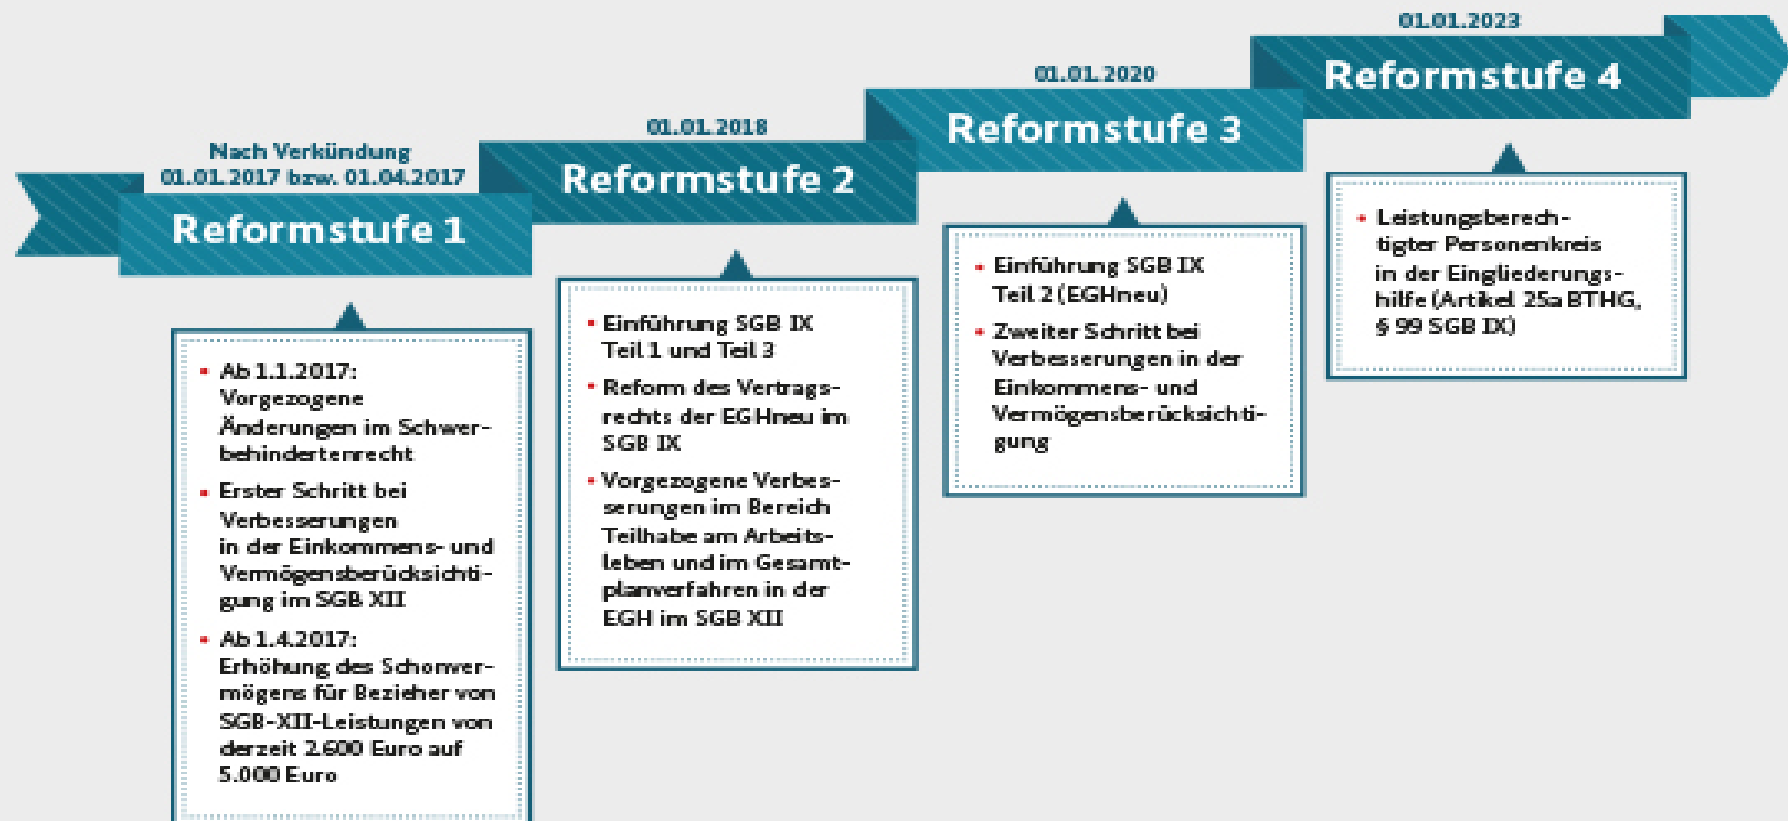 Nach Verkündung
01.01.2017 bzw. 01.04.2017
Reformstufe 1
Ab 1.1.2017:
Vorgezogene
Änderungen im Schwer-
behindertenrecht
Erster Schritt bei
Verbesserungen
in der Einkommens- und
Vermögensberücksichti-
gung im SGB XII
Ab 1.4.2017:
Erhöhung des Schonver-
mögens für Bezieher von
SGB-XII-Leistungen von
derzeit 2.600 Euro auf
5.000 Euro
01.01.2018
Reformstufe 2
Einführung SGB IX
Teil 1 und Teil 3
Reform des Vertrags-
rechts der EGHneu im
SGB IX
Vorgezogene Verbes-
serungen im Bereich
Teilhabe am Arbeits-
leben und im Gesamt-
planverfahren in der
EGH im SGB XII
01.01.2020
Reformstufe 3
Einführung SGB IX
Teil 2 (EGHneu)
Zweiter Schritt bei
Verbesserungen in der
Einkommens- und
Vermögensberücksichti-
gung
01.01.2023
Reformstufe 4
Leistungsberech-
tigter Personenkreis
in der Eingliederungs-
hilfe (Artikel 25a BTHG,
§ 99 SGB IX)